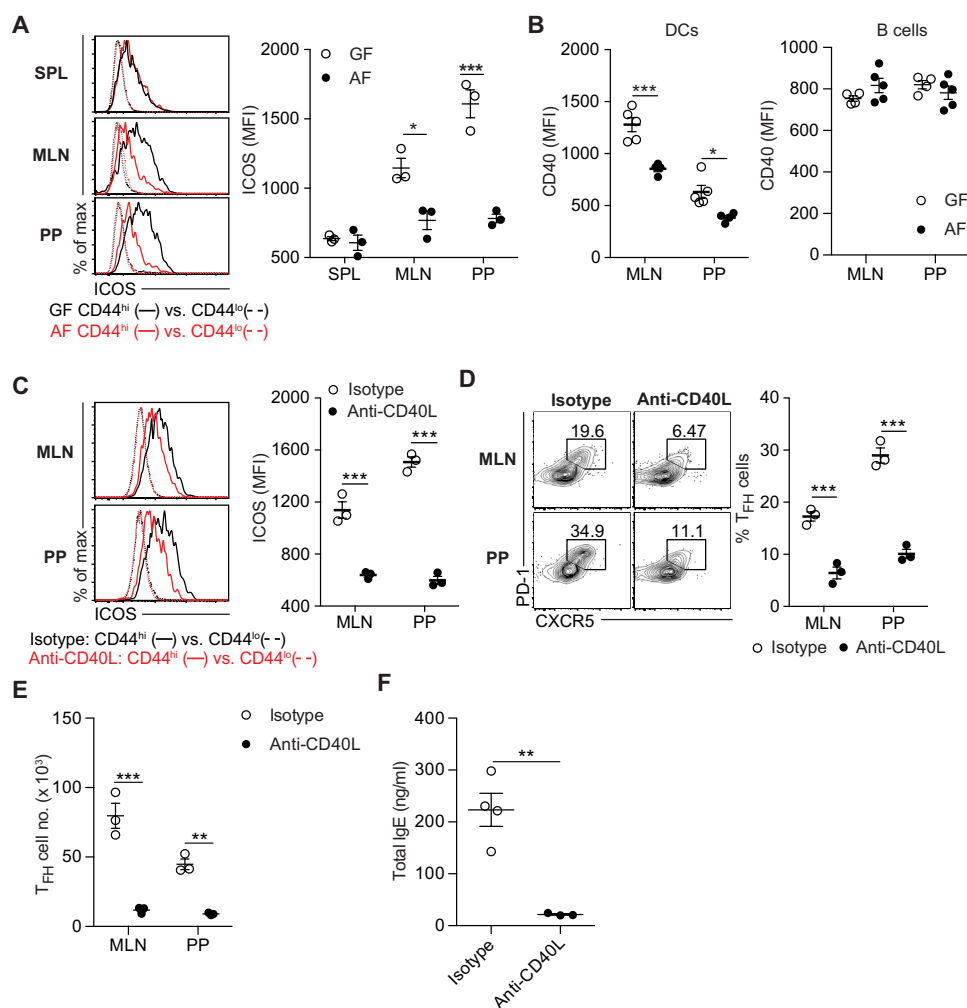 A
SPL
MLN
PP
% of max
ICOS
GF CD44hi (—) vs. CD44lo(- -)
AF CD44hi (—) vs. CD44lo(- -)
ICOS (MFI)
2000
1500
1000
500
GF
AF
***
*
SPL MLN PP
B
DCs
CD40 (MFI)
2000
1500
1000
500
0
***
*
MLN PP
B cells
CD40 (MFI)
1000
800
600
400
200
0
GF
AF
MLN PP
C
MLN
PP
% of max
ICOS
Isotype: CD44hi (—) vs. CD44lo(- -)
Anti-CD40L: CD44hi (—) vs. CD44lo(- -)
Isotype
Anti-CD40L
ICOS (MFI)
1800
1400
1000
600
400
***
***
MLN PP
D
Isotype Anti-CD40L
MLN
19.6 6.47
PP
34.9 11.1
PD-1
CXCR5
% TFH cells
40
30
20
10
0
***
***
MLN PP
Isotype Anti-CD40L
E
TFH cell no. (x 103)
150
100
50
0
Isotype
Anti-CD40L
***
**
MLN PP
F
Total IgE (ng/ml)
400
300
200
100
0
**
Isotype
Anti-CD40L